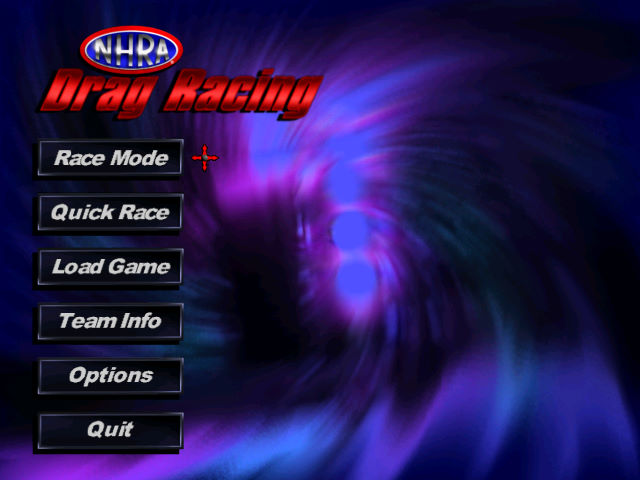 NHRA
Drag Racing
Race Mode
Quick Race
Load Game
Team Info
Options
Quit